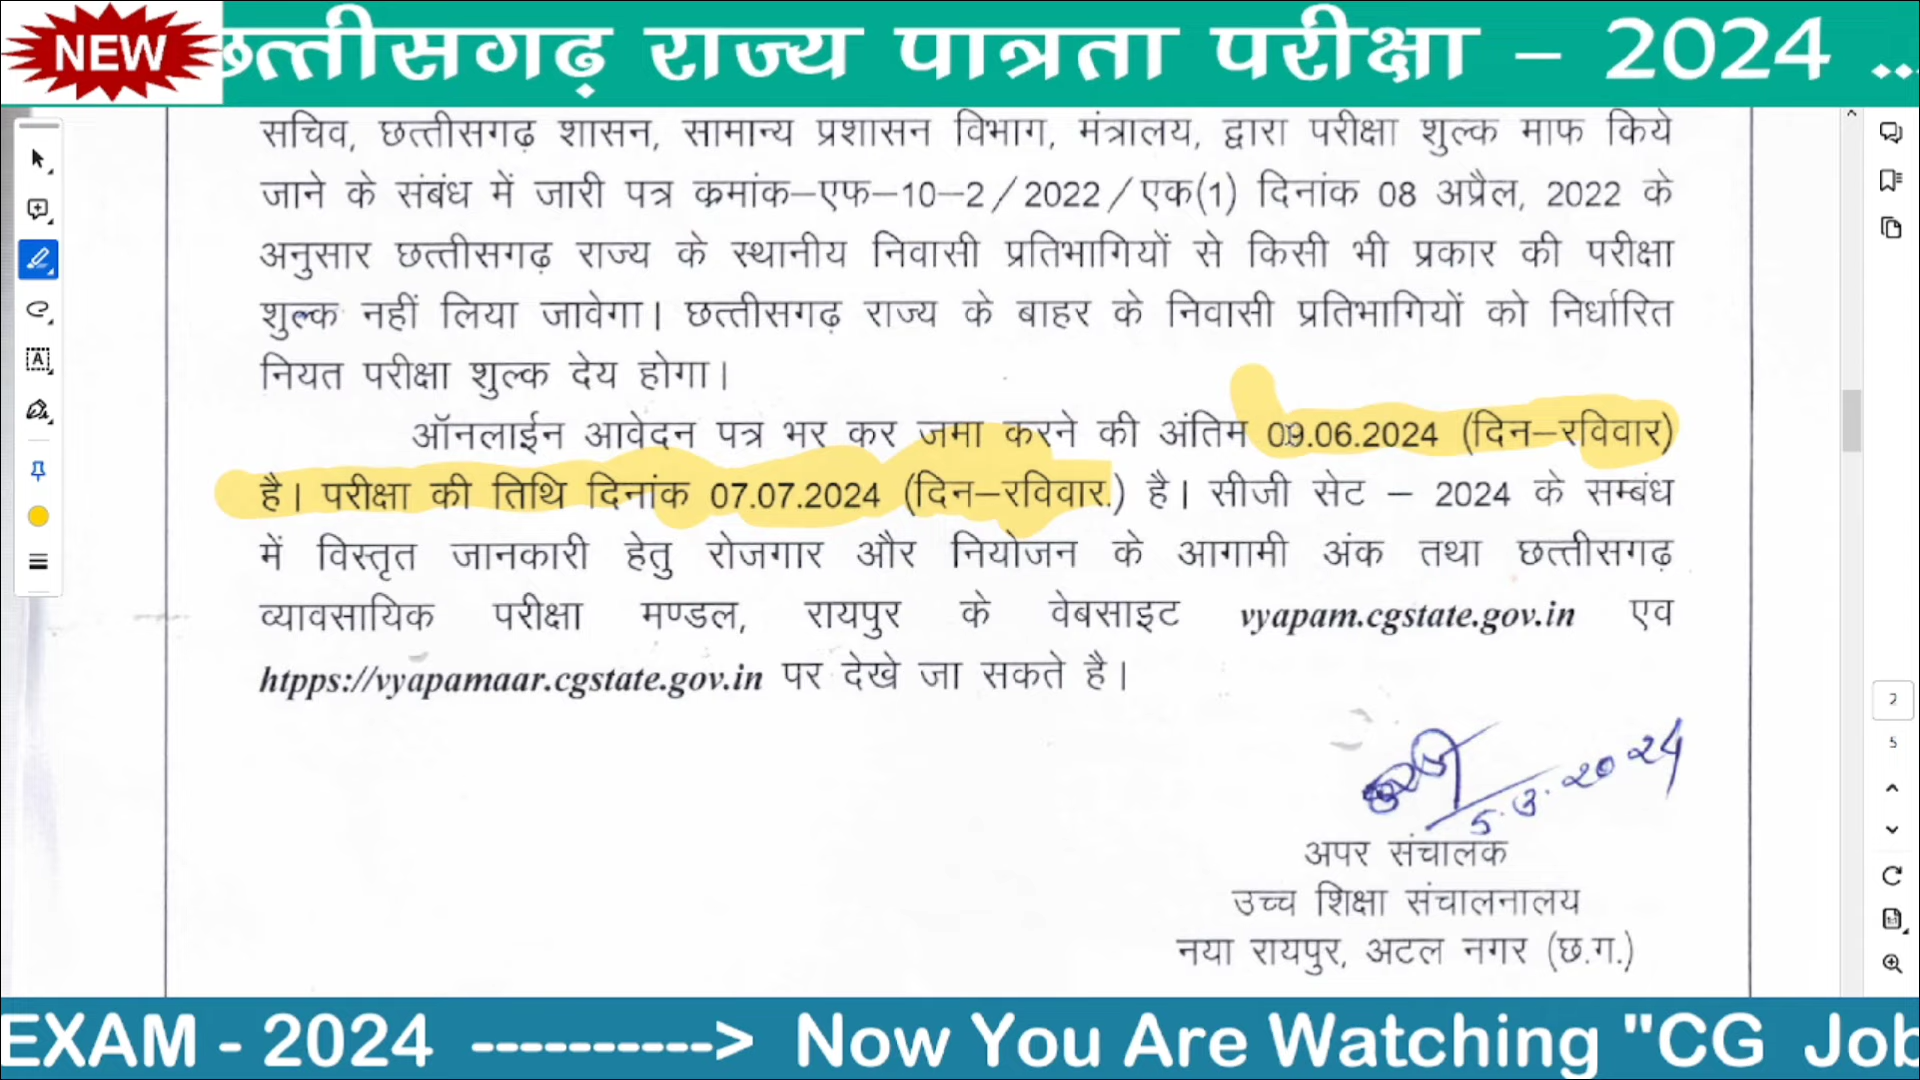 NEW
छत्तीसगढ़ राज्य पात्रता परीक्षा – 2024 ...
सचिव, छत्तीसगढ़ शासन, सामान्य प्रशासन विभाग, मंत्रालय, द्वारा परीक्षा शुल्क माफ किये
जाने के संबंध में जारी पत्र क्रमांक–एफ–10–2/2022/एक(1) दिनांक 08 अप्रैल, 2022 के
अनुसार छत्तीसगढ़ राज्य के स्थानीय निवासी प्रतिभागियों से किसी भी प्रकार की परीक्षा
शुल्क नहीं लिया जावेगा। छत्तीसगढ़ राज्य के बाहर के निवासी प्रतिभागियों को निर्धारित
नियत परीक्षा शुल्क देय होगा।
ऑनलाईन आवेदन पत्र भर कर जमा करने की अंतिम 09.06.2024 (दिन–रविवार)
है। परीक्षा की तिथि दिनांक 07.07.2024 (दिन–रविवार.) है। सीजी सेट – 2024 के सम्बंध
में विस्तृत जानकारी हेतु रोजगार और नियोजन के आगामी अंक तथा छत्तीसगढ़
व्यावसायिक परीक्षा मण्डल, रायपुर के वेबसाइट vyapam.cgstate.gov.in एव
htpps://vyapamaar.cgstate.gov.in पर देखे जा सकते है।
5.3.2024
अपर संचालक
उच्च शिक्षा संचालनालय
नया रायपुर, अटल नगर (छ.ग.)
2
5
EXAM - 2024 ----------> Now You Are Watching "CG Job